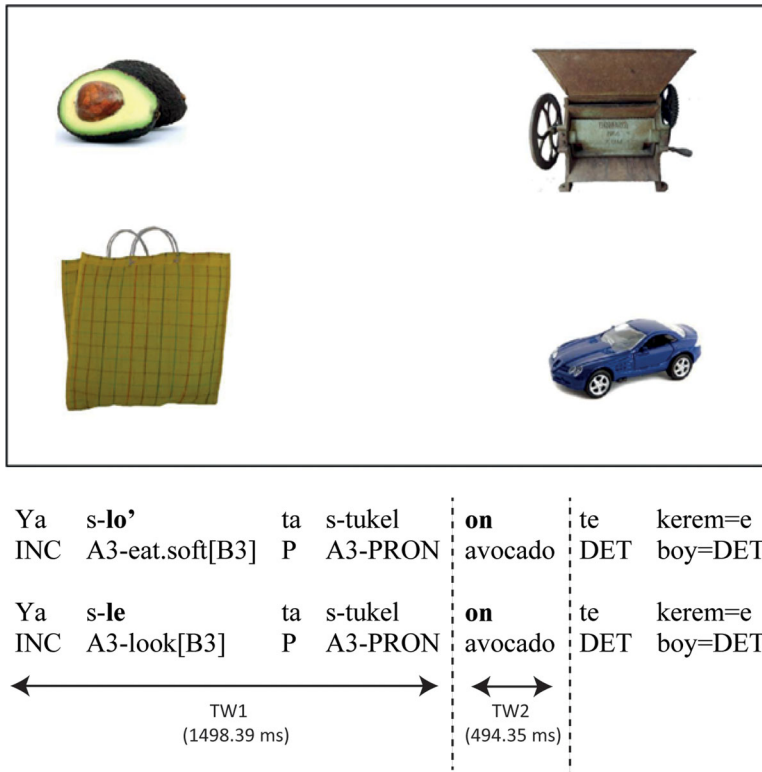 Ya s-lo’ ta s-tukel on te kerem=e
INC A3-eat.soft[B3] P A3-PRON avocado DET boy=DET
Ya s-le ta s-tukel on te kerem=e
INC A3-look[B3] P A3-PRON avocado DET boy=DET
TW1 TW2
(1498.39 ms) (494.35 ms)